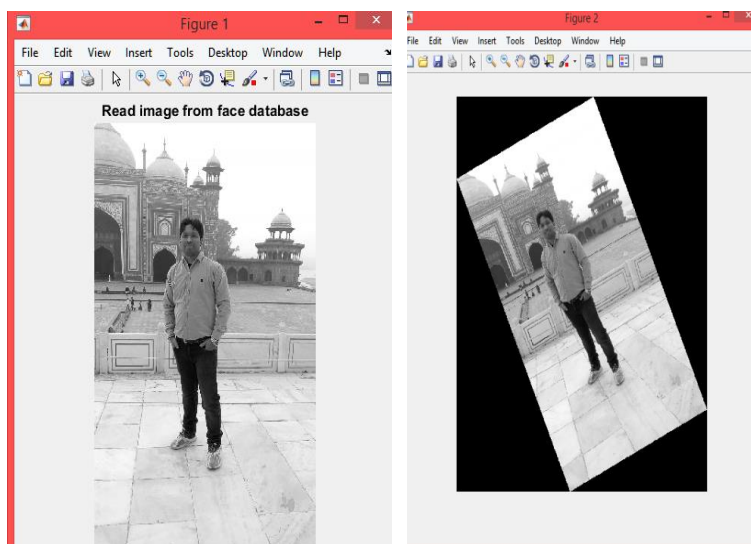 Figure 1
File Edit View Insert Tools Desktop Window Help
Read image from face database
Figure 2
File Edit View Insert Tools Desktop Window Help